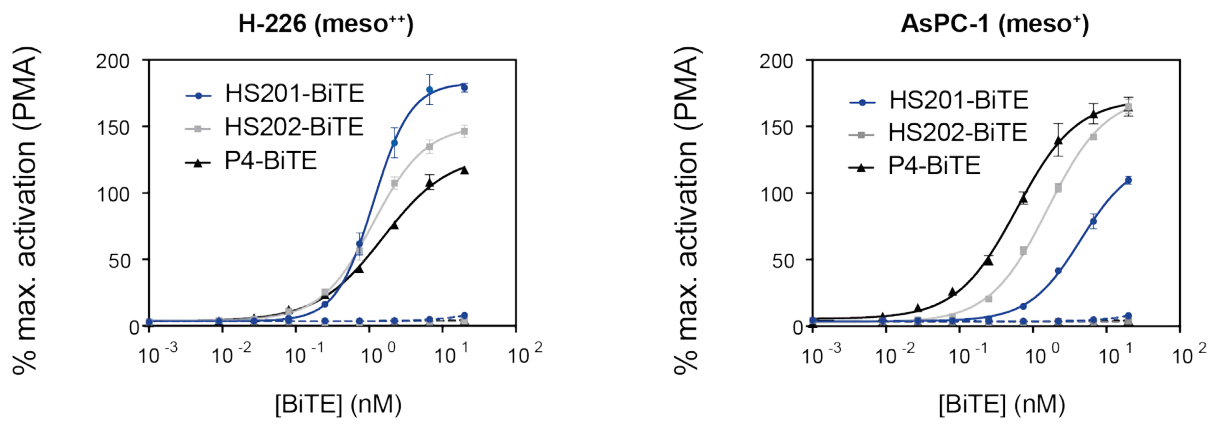 H-226 (meso⁺⁺)
% max. activation (PMA)
200
150
100
50
0
HS201-BiTE
HS202-BiTE
P4-BiTE
10⁻³ 10⁻² 10⁻¹ 10⁰ 10¹ 10²
[BiTE] (nM)
AsPC-1 (meso⁺)
% max. activation (PMA)
200
150
100
50
0
HS201-BiTE
HS202-BiTE
P4-BiTE
10⁻³ 10⁻² 10⁻¹ 10⁰ 10¹ 10²
[BiTE] (nM)